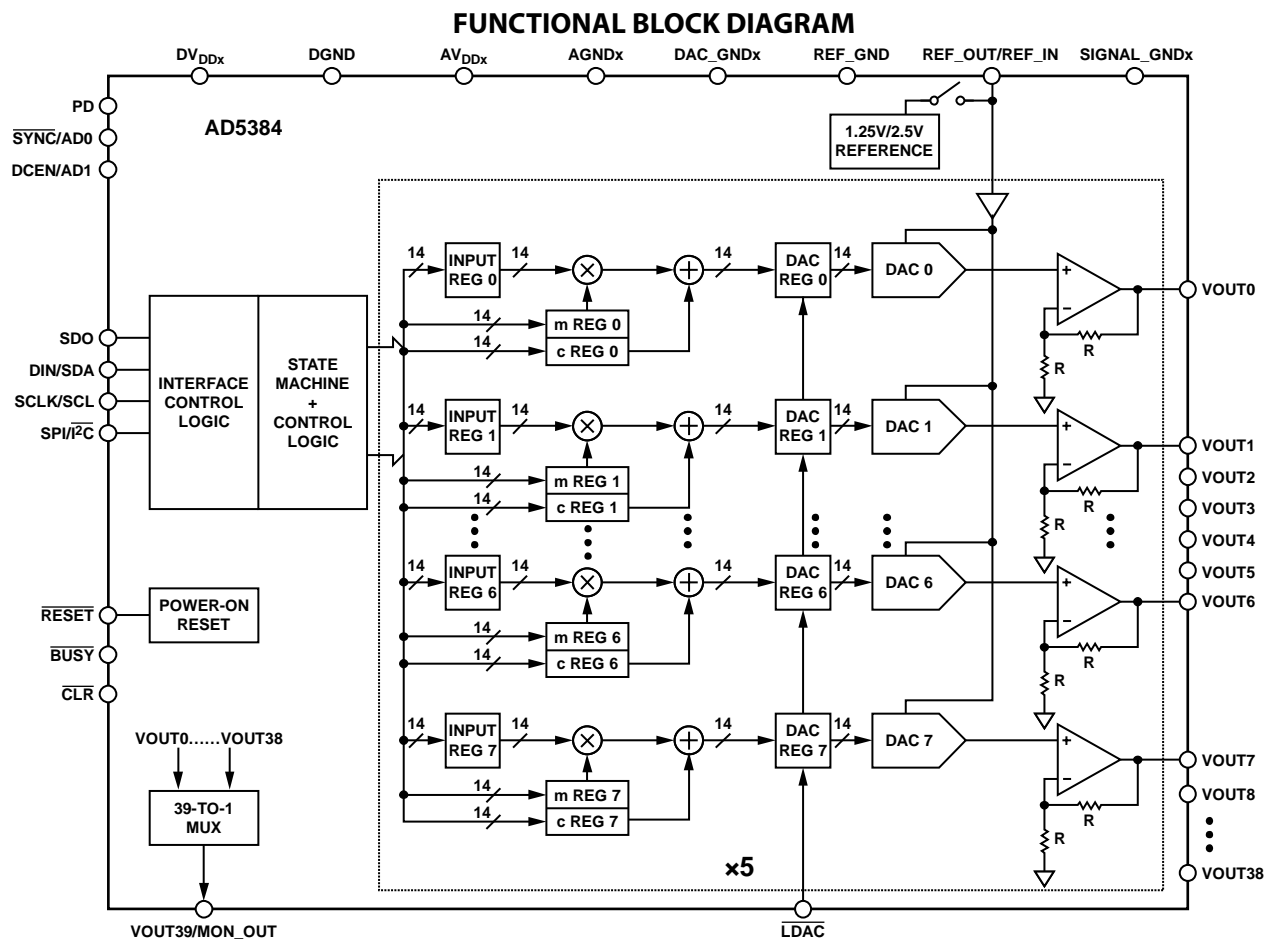 FUNCTIONAL BLOCK DIAGRAM
DVDDx DGND AVDDx AGNDx DAC_GNDx REF_GND REF_OUT/REF_IN SIGNAL_GNDx
PD
SYNC/AD0
DCEN/AD1
AD5384
1.25V/2.5V
REFERENCE
14
INPUT
REG 0
14
×
+
14
DAC
REG 0
14
DAC 0
+
−
VOUT0
R
R
14
m REG 0
14
c REG 0
SDO
DIN/SDA
SCLK/SCL
SPI/I2C
INTERFACE
CONTROL
LOGIC
STATE
MACHINE
+
CONTROL
LOGIC
14
INPUT
REG 1
14
×
+
14
DAC
REG 1
14
DAC 1
+
−
VOUT1
R
R
14
m REG 1
14
c REG 1
VOUT2
VOUT3
VOUT4
VOUT5
14
INPUT
REG 6
14
×
+
14
DAC
REG 6
14
DAC 6
+
−
VOUT6
R
R
14
m REG 6
14
c REG 6
RESET
POWER-ON
RESET
BUSY
CLR
14
INPUT
REG 7
14
×
+
14
DAC
REG 7
14
DAC 7
+
−
VOUT7
R
R
14
m REG 7
14
c REG 7
VOUT8
VOUT38
VOUT0......VOUT38
39-TO-1
MUX
×5
VOUT39/MON_OUT
LDAC